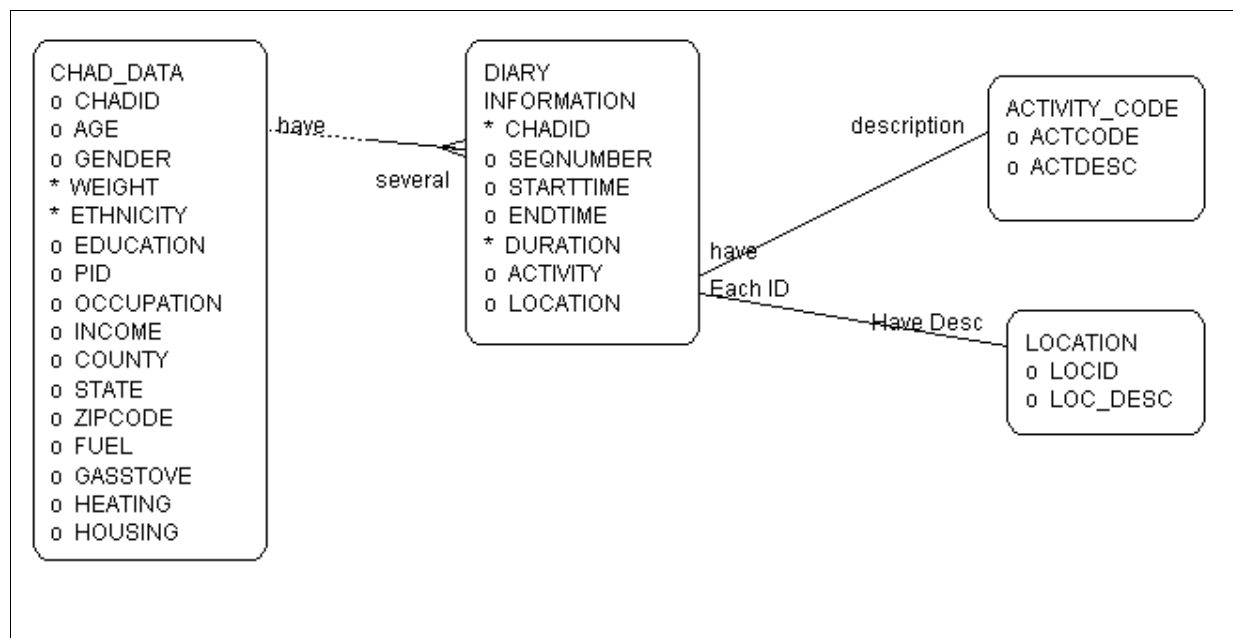 CHAD_DATA
o CHADID
o AGE
o GENDER
* WEIGHT
* ETHNICITY
o EDUCATION
o PID
o OCCUPATION
o INCOME
o COUNTY
o STATE
o ZIPCODE
o FUEL
o GASSTOVE
o HEATING
o HOUSING
have
several
DIARY
INFORMATION
* CHADID
o SEQNUMBER
o STARTTIME
o ENDTIME
* DURATION
o ACTIVITY
o LOCATION
description
have
Each ID
Have Desc
ACTIVITY_CODE
o ACTCODE
o ACTDESC
LOCATION
o LOCID
o LOC_DESC